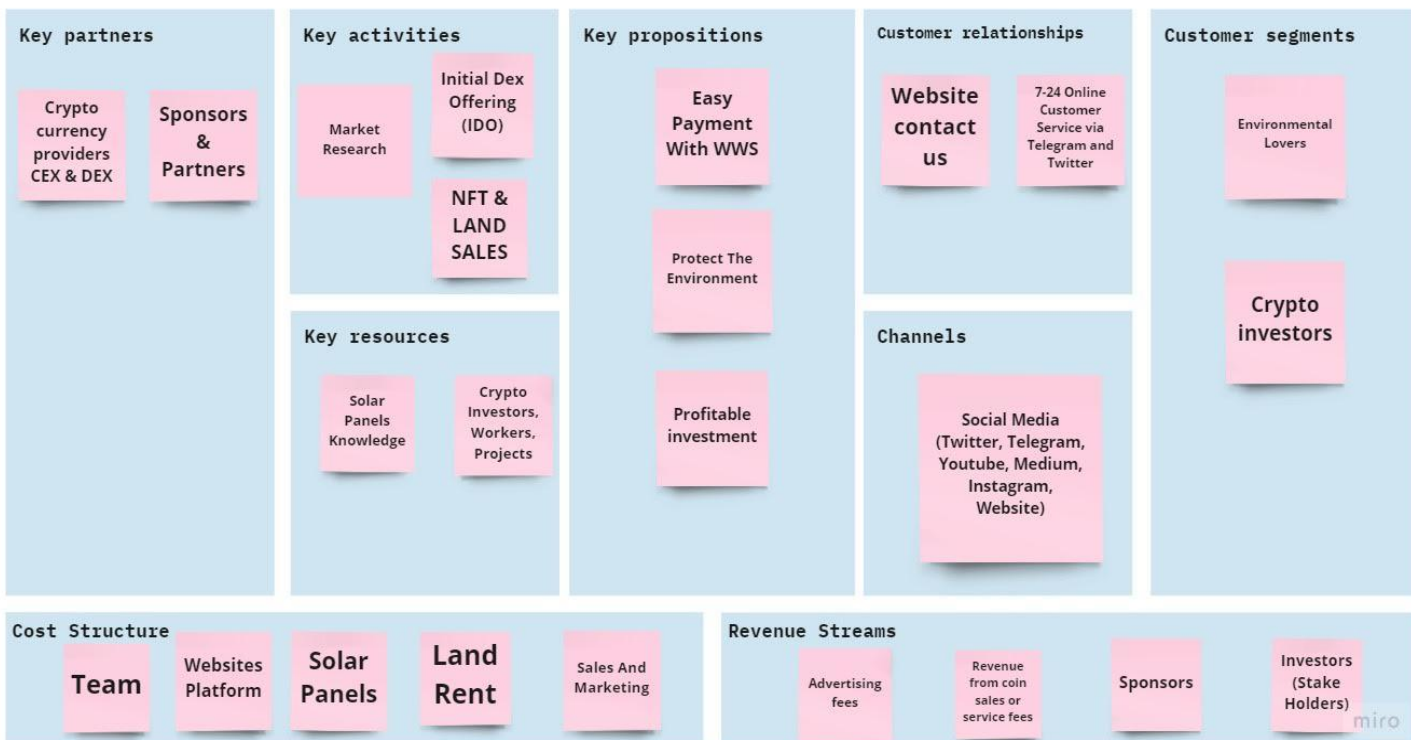 Key partners
Crypto
currency
providers
CEX & DEX
Sponsors
&
Partners
Key activities
Market
Research
Initial Dex
Offering
(IDO)
NFT &
LAND
SALES
Key resources
Solar
Panels
Knowledge
Crypto
Investors,
Workers,
Projects
Key propositions
Easy
Payment
With WWS
Protect The
Environment
Profitable
investment
Customer relationships
Website
contact
us
7-24 Online
Customer
Service via
Telegram and
Twitter
Channels
Social Media
(Twitter, Telegram,
Youtube, Medium,
Instagram,
Website)
Customer segments
Environmental
Lovers
Crypto
investors
Cost Structure
Team
Websites
Platform
Solar
Panels
Land
Rent
Sales And
Marketing
Revenue Streams
Advertising
fees
Revenue
from coin
sales or
service fees
Sponsors
Investors
(Stake
Holders)
miro